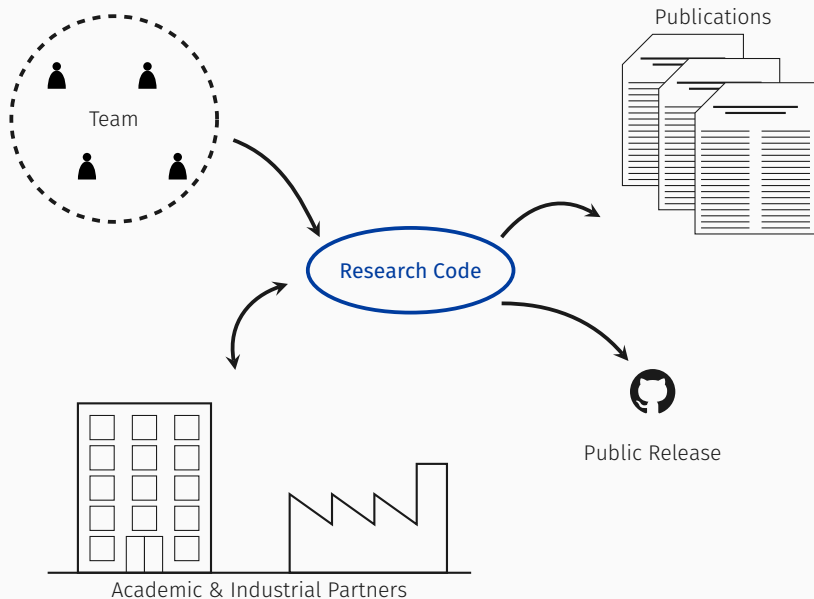 Publications
Team
Research Code
Public Release
Academic & Industrial Partners